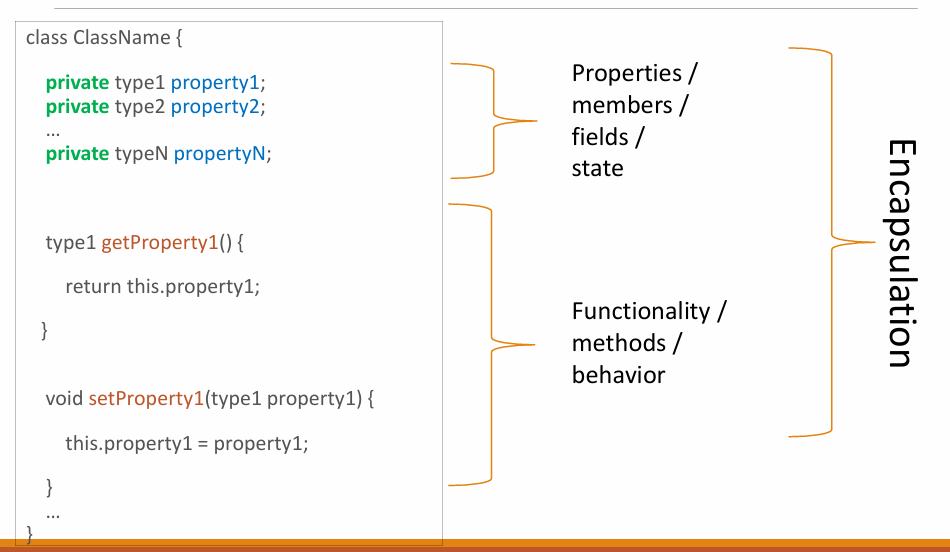 class ClassName {
private type1 property1;
private type2 property2;
...
private typeN propertyN;
type1 getProperty1() {
return this.property1;
}
void setProperty1(type1 property1) {
this.property1 = property1;
}
...
}
Properties /
members /
fields /
state
Functionality /
methods /
behavior
Encapsulation